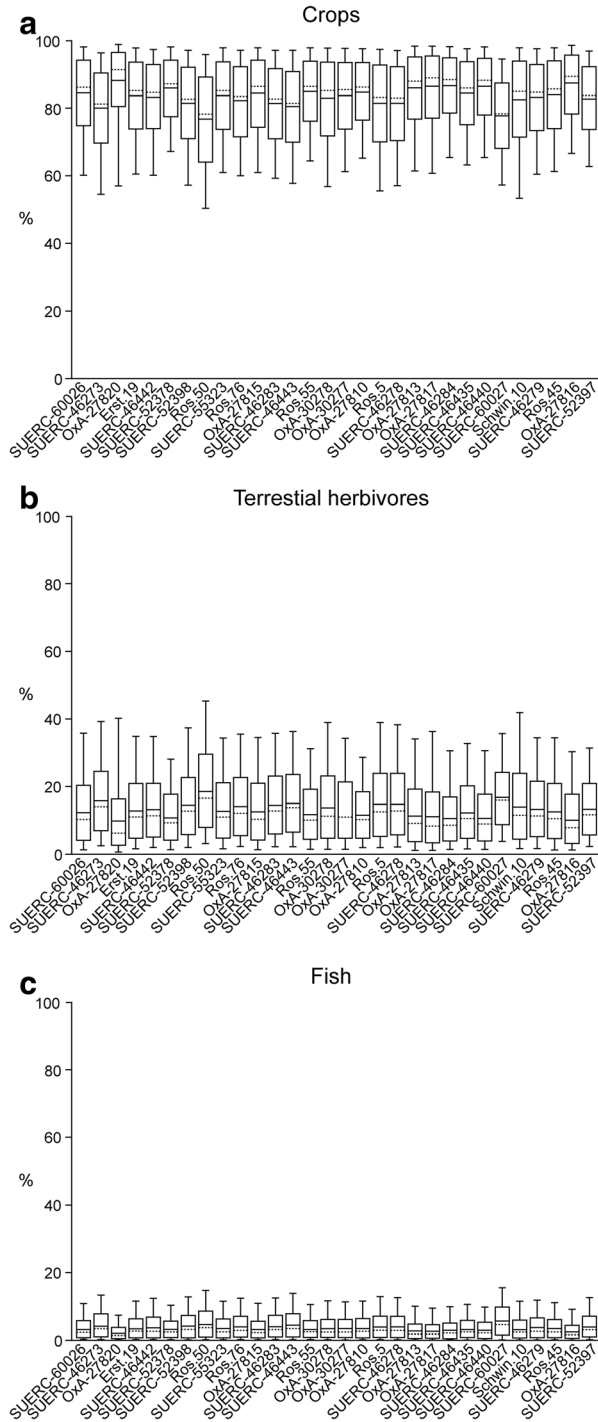 a
Crops
100
80
60
%
40
20
0
SUERC-60026
SUERC-46273
OxA-27820
Erst.19
SUERC-46442
SUERC-52378
SUERC-52398
Ros.50
SUERC-55323
Ros.76
OxA-27815
SUERC-46283
SUERC-46443
Ros.55
OxA-30278
OxA-30277
OxA-27810
Ros.5
SUERC-46278
OxA-27813
OxA-27817
SUERC-46284
SUERC-46435
SUERC-46440
SUERC-60027
Schwin.10
SUERC-46279
Ros.45
OxA-27816
SUERC-52397
b
Terrestial herbivores
100
80
60
%
40
20
0
SUERC-60026
SUERC-46273
OxA-27820
Erst.19
SUERC-46442
SUERC-52378
SUERC-52398
Ros.50
SUERC-55323
Ros.76
OxA-27815
SUERC-46283
SUERC-46443
Ros.55
OxA-30278
OxA-30277
OxA-27810
Ros.5
SUERC-46278
OxA-27813
OxA-27817
SUERC-46284
SUERC-46435
SUERC-46440
SUERC-60027
Schwin.10
SUERC-46279
Ros.45
OxA-27816
SUERC-52397
c
Fish
100
80
60
%
40
20
0
SUERC-60026
SUERC-46273
OxA-27820
Erst.19
SUERC-46442
SUERC-52378
SUERC-52398
Ros.50
SUERC-55323
Ros.76
OxA-27815
SUERC-46283
SUERC-46443
Ros.55
OxA-30278
OxA-30277
OxA-27810
Ros.5
SUERC-46278
OxA-27813
OxA-27817
SUERC-46284
SUERC-46435
SUERC-46440
SUERC-60027
Schwin.10
SUERC-46279
Ros.45
OxA-27816
SUERC-52397